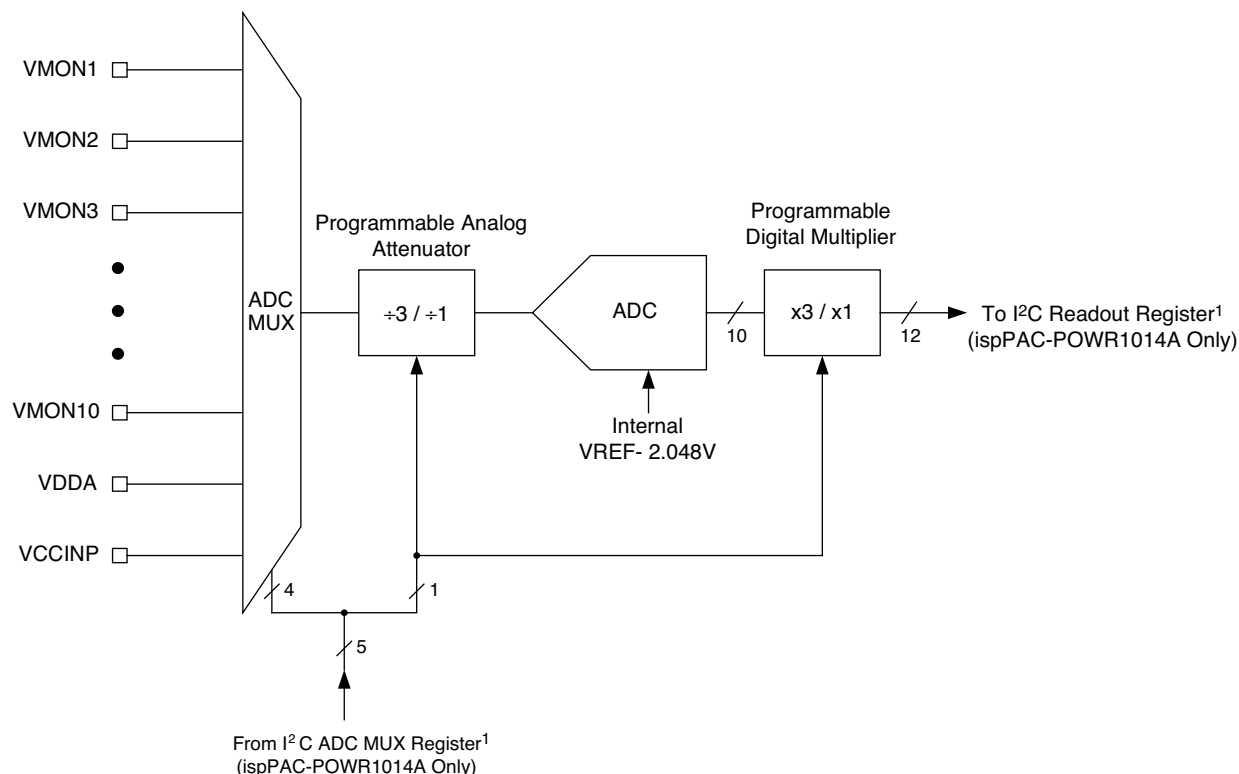 VMON1
VMON2
VMON3
VMON10
VDDA
VCCINP
ADC
MUX
Programmable Analog
Attenuator
÷3 / ÷1
ADC
10
Internal
VREF- 2.048V
Programmable
Digital Multiplier
x3 / x1
12
To I²C Readout Register¹
(ispPAC-POWR1014A Only)
4
1
5
From I² C ADC MUX Register¹
(ispPAC-POWR1014A Only)